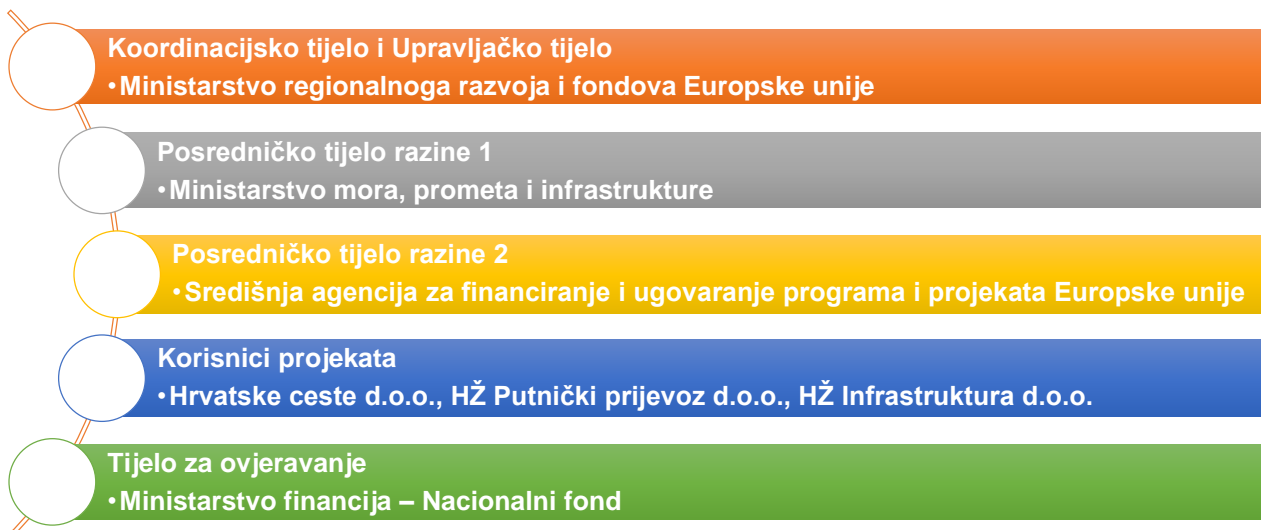 Koordinacijsko tijelo i Upravljačko tijelo
•Ministarstvo regionalnoga razvoja i fondova Europske unije
Posredničko tijelo razine 1
•Ministarstvo mora, prometa i infrastrukture
Posredničko tijelo razine 2
•Središnja agencija za financiranje i ugovaranje programa i projekata Europske unije
Korisnici projekata
•Hrvatske ceste d.o.o., HŽ Putnički prijevoz d.o.o., HŽ Infrastruktura d.o.o.
Tijelo za ovjeravanje
•Ministarstvo financija – Nacionalni fond